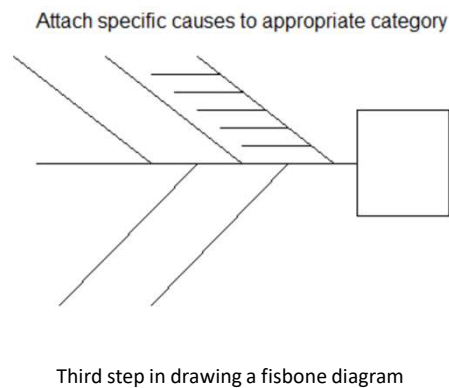 Attach specific causes to appropriate category
Third step in drawing a fisbone diagram